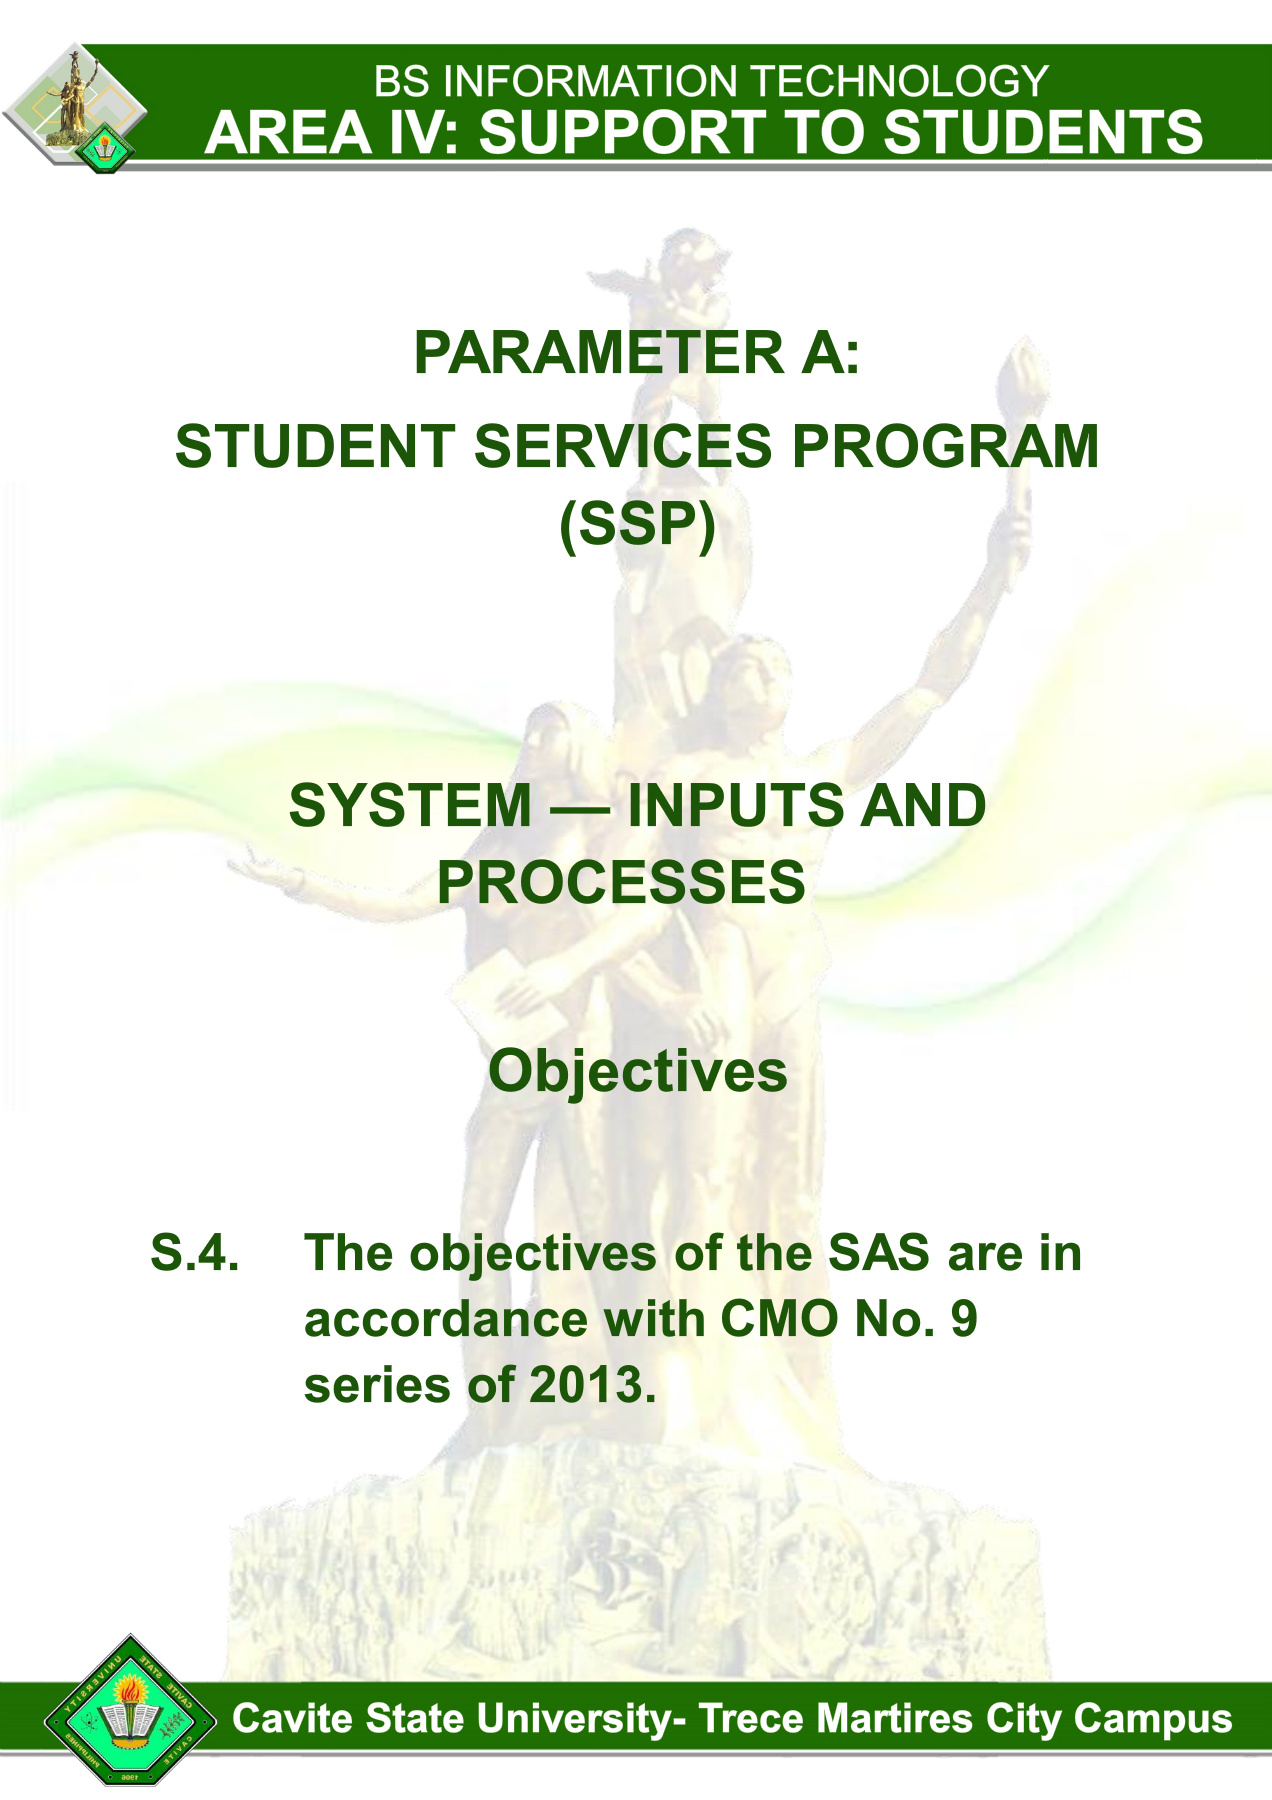 BS INFORMATION TECHNOLOGY
AREA IV: SUPPORT TO STUDENTS
PARAMETER A:
STUDENT SERVICES PROGRAM
(SSP)
SYSTEM — INPUTS AND
PROCESSES
Objectives
S.4. The objectives of the SAS are in
accordance with CMO No. 9
series of 2013.
CAVITE STATE UNIVERSITY
CAVITE PHILIPPINES
1906
Cavite State University- Trece Martires City Campus